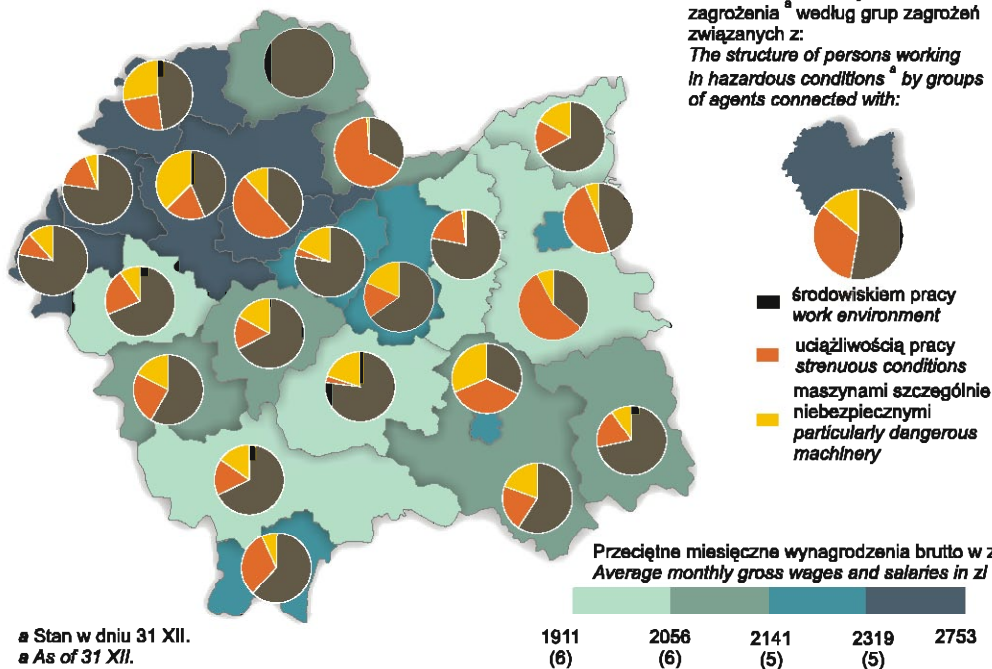 zagrożenia a według grup zagrożeń
związanych z:
The structure of persons working
in hazardous conditions a by groups
of agents connected with:
środowiskiem pracy
work environment
uciążliwością pracy
strenuous conditions
maszynami szczególnie
niebezpiecznymi
particularly dangerous
machinery
Przeciętne miesięczne wynagrodzenia brutto w z
Average monthly gross wages and salaries in zl
1911 2056 2141 2319 2753
(6) (6) (5) (5)
a Stan w dniu 31 XII.
a As of 31 XII.